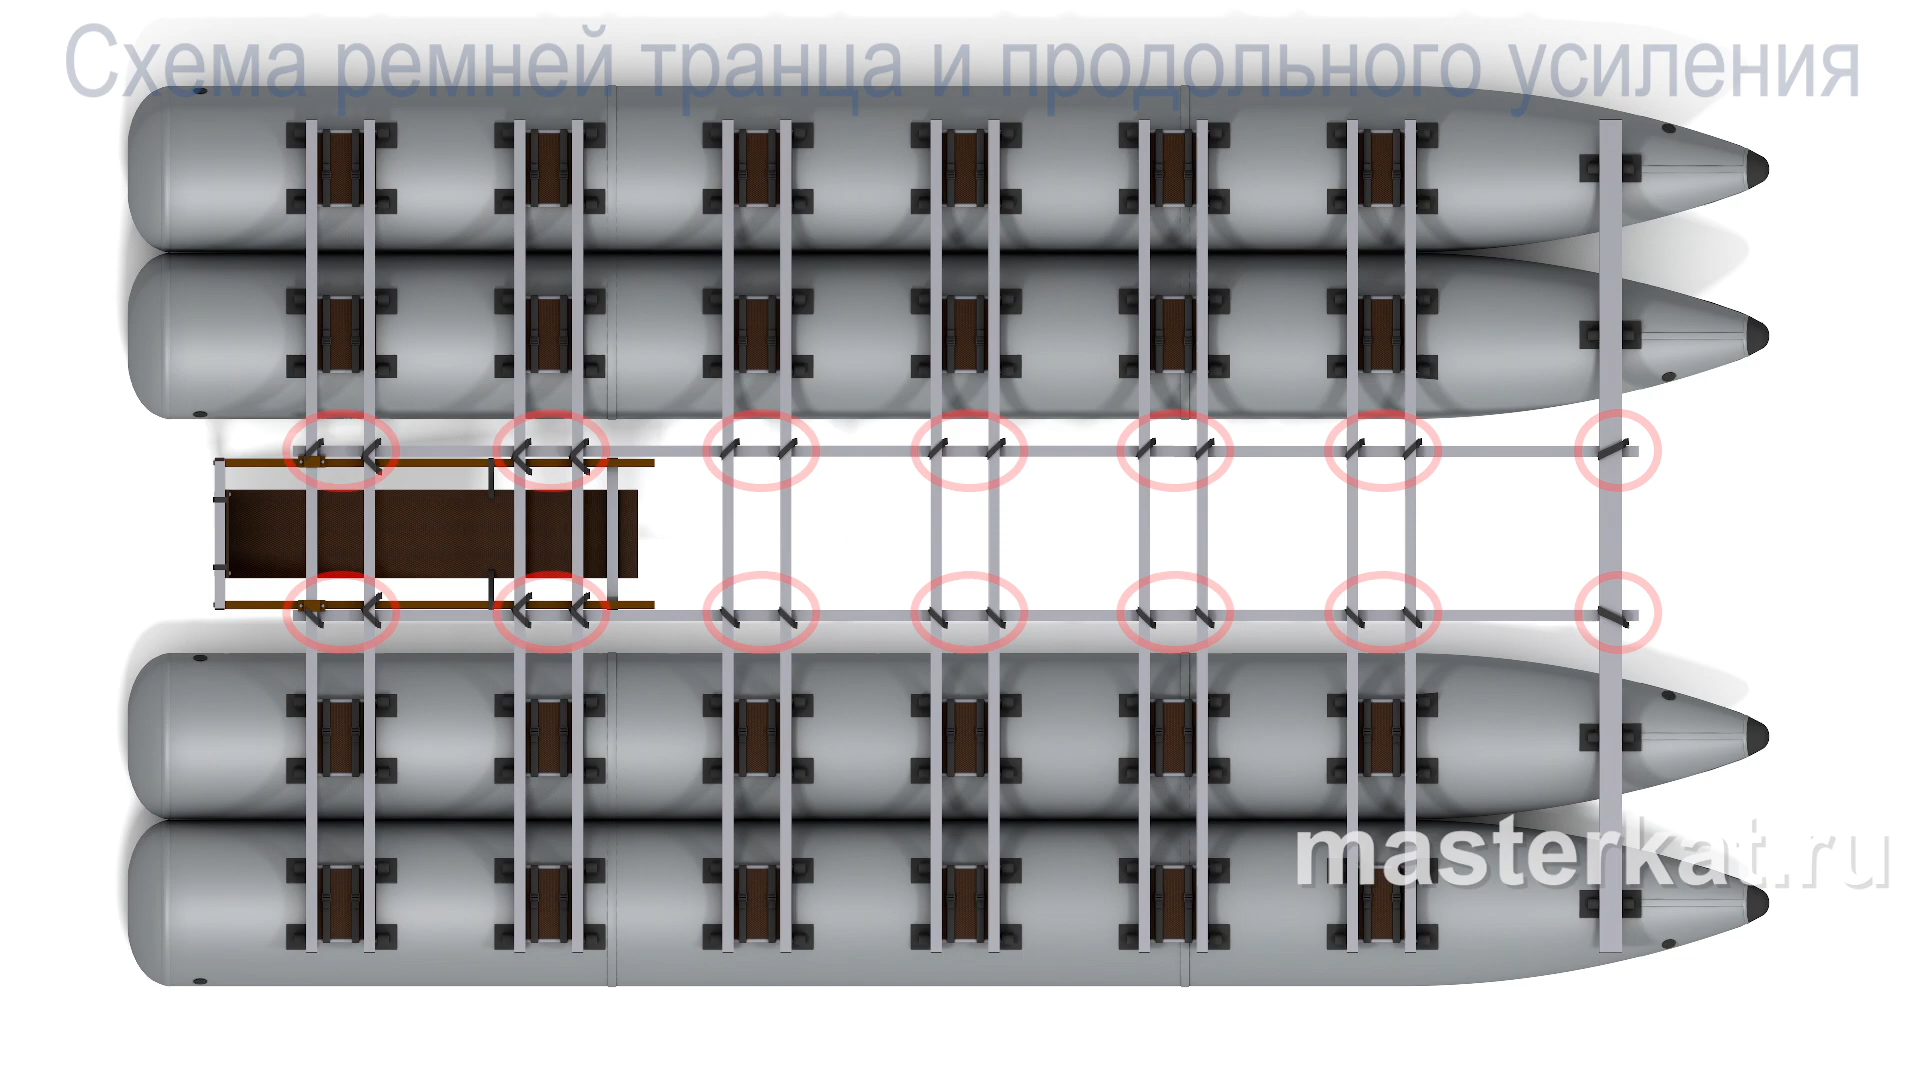 Схема ремней транца и продольного усиления
masterkat.ru